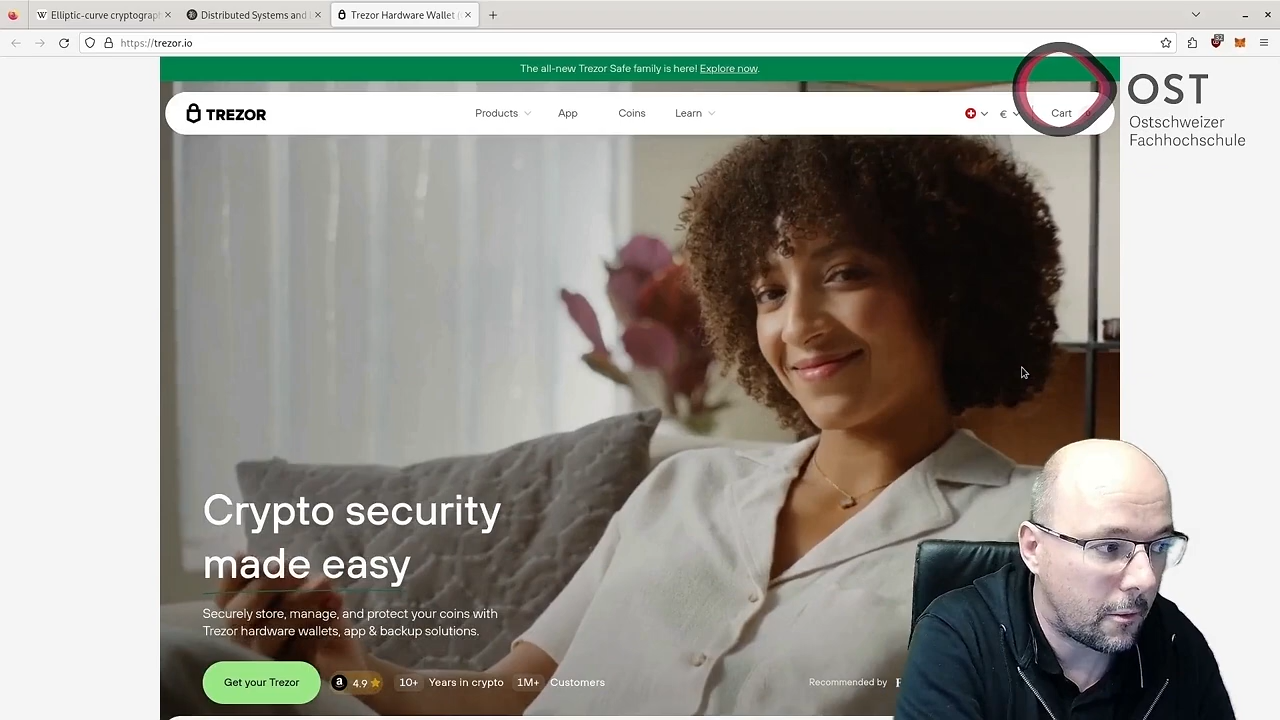 Elliptic-curve cryptograph
Distributed Systems and
Trezor Hardware Wallet (
https://trezor.io
The all-new Trezor Safe family is here! Explore now.
TREZOR
Products
App
Coins
Learn
€
Cart
OST
Ostschweizer
Fachhochschule
Crypto security
made easy
Securely store, manage, and protect your coins with
Trezor hardware wallets, app & backup solutions.
Get your Trezor
4.9
10+ Years in crypto
1M+ Customers
Recommended by